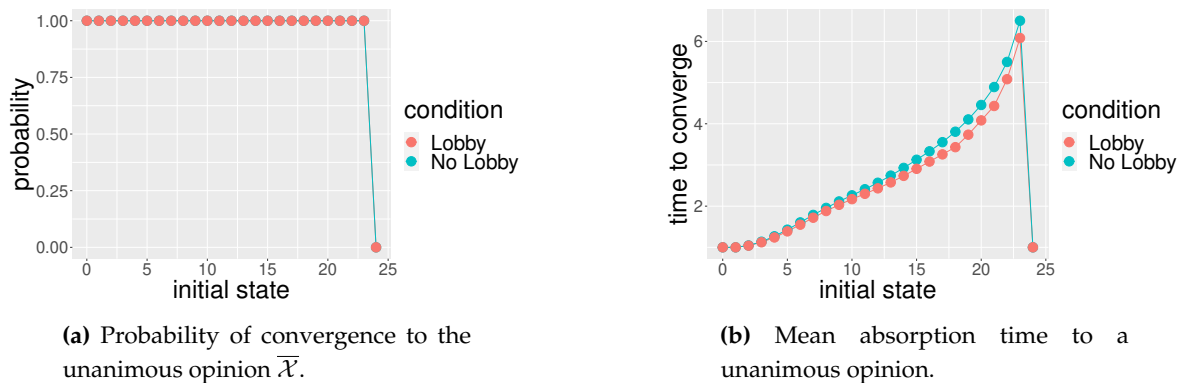 1.00
0.75
0.50
0.25
0.00
probability
0 5 10 15 20 25
initial state
condition
Lobby
No Lobby
(a) Probability of convergence to the
unanimous opinion $\overline{\mathcal{X}}$.
6
4
2
time to converge
0 5 10 15 20 25
initial state
condition
Lobby
No Lobby
(b) Mean absorption time to a
unanimous opinion.